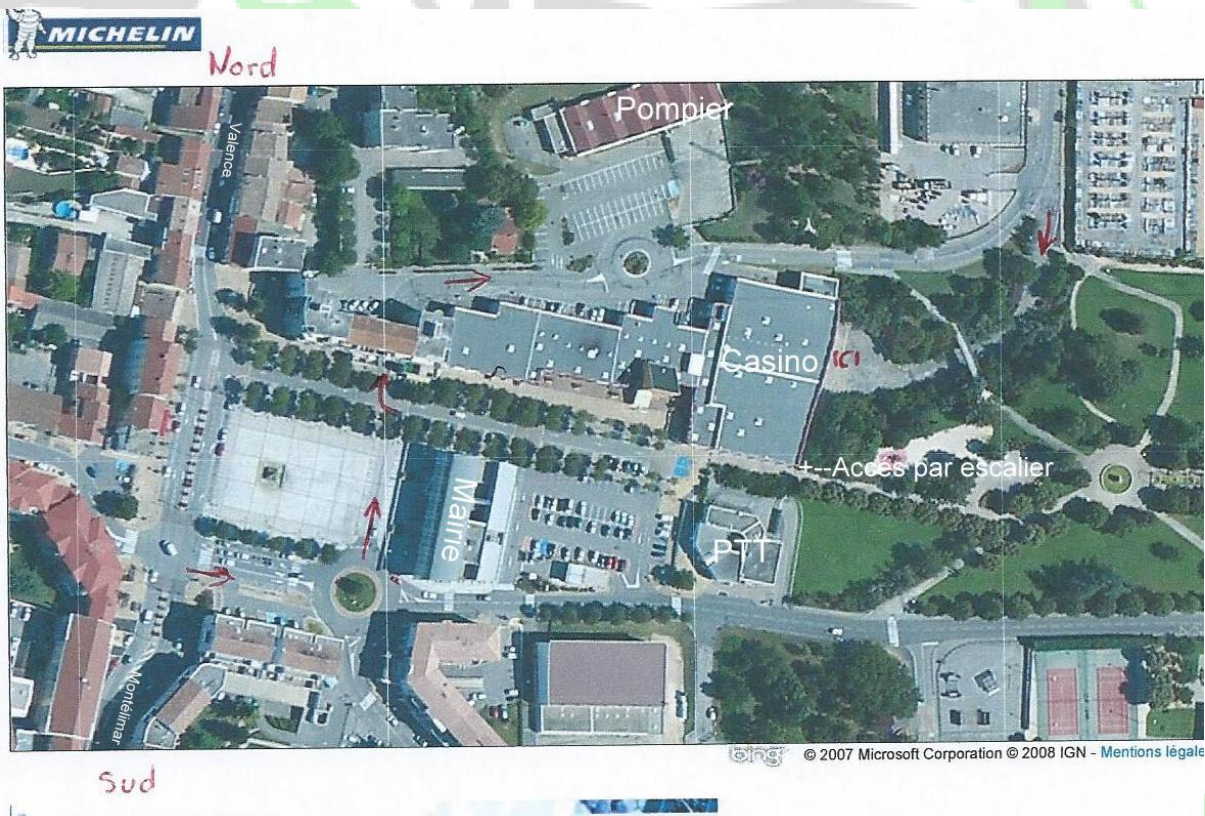 MICHELIN
Nord
Valence
Pompier
Casino
ICI
+--Accès par escalier
Mairie
PTT
Montélimar
bing © 2007 Microsoft Corporation © 2008 IGN - Mentions légale
Sud